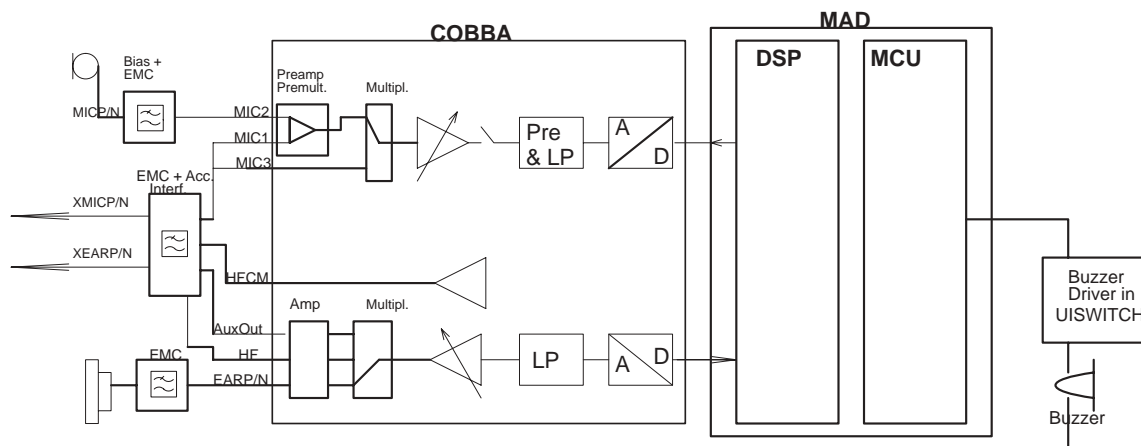 COBBA
MAD
DSP
MCU
Bias +
EMC
Preamp
Premult.
Multipl.
MICP/N
MIC2
MIC1
MIC3
Pre
& LP
A
D
EMC + Acc.
Interf.
XMICP/N
XEARP/N
HFCM
Buzzer
Driver in
UISWITCH
Amp
Multipl.
AuxOut
HF
EMC
EARP/N
LP
A
D
Buzzer